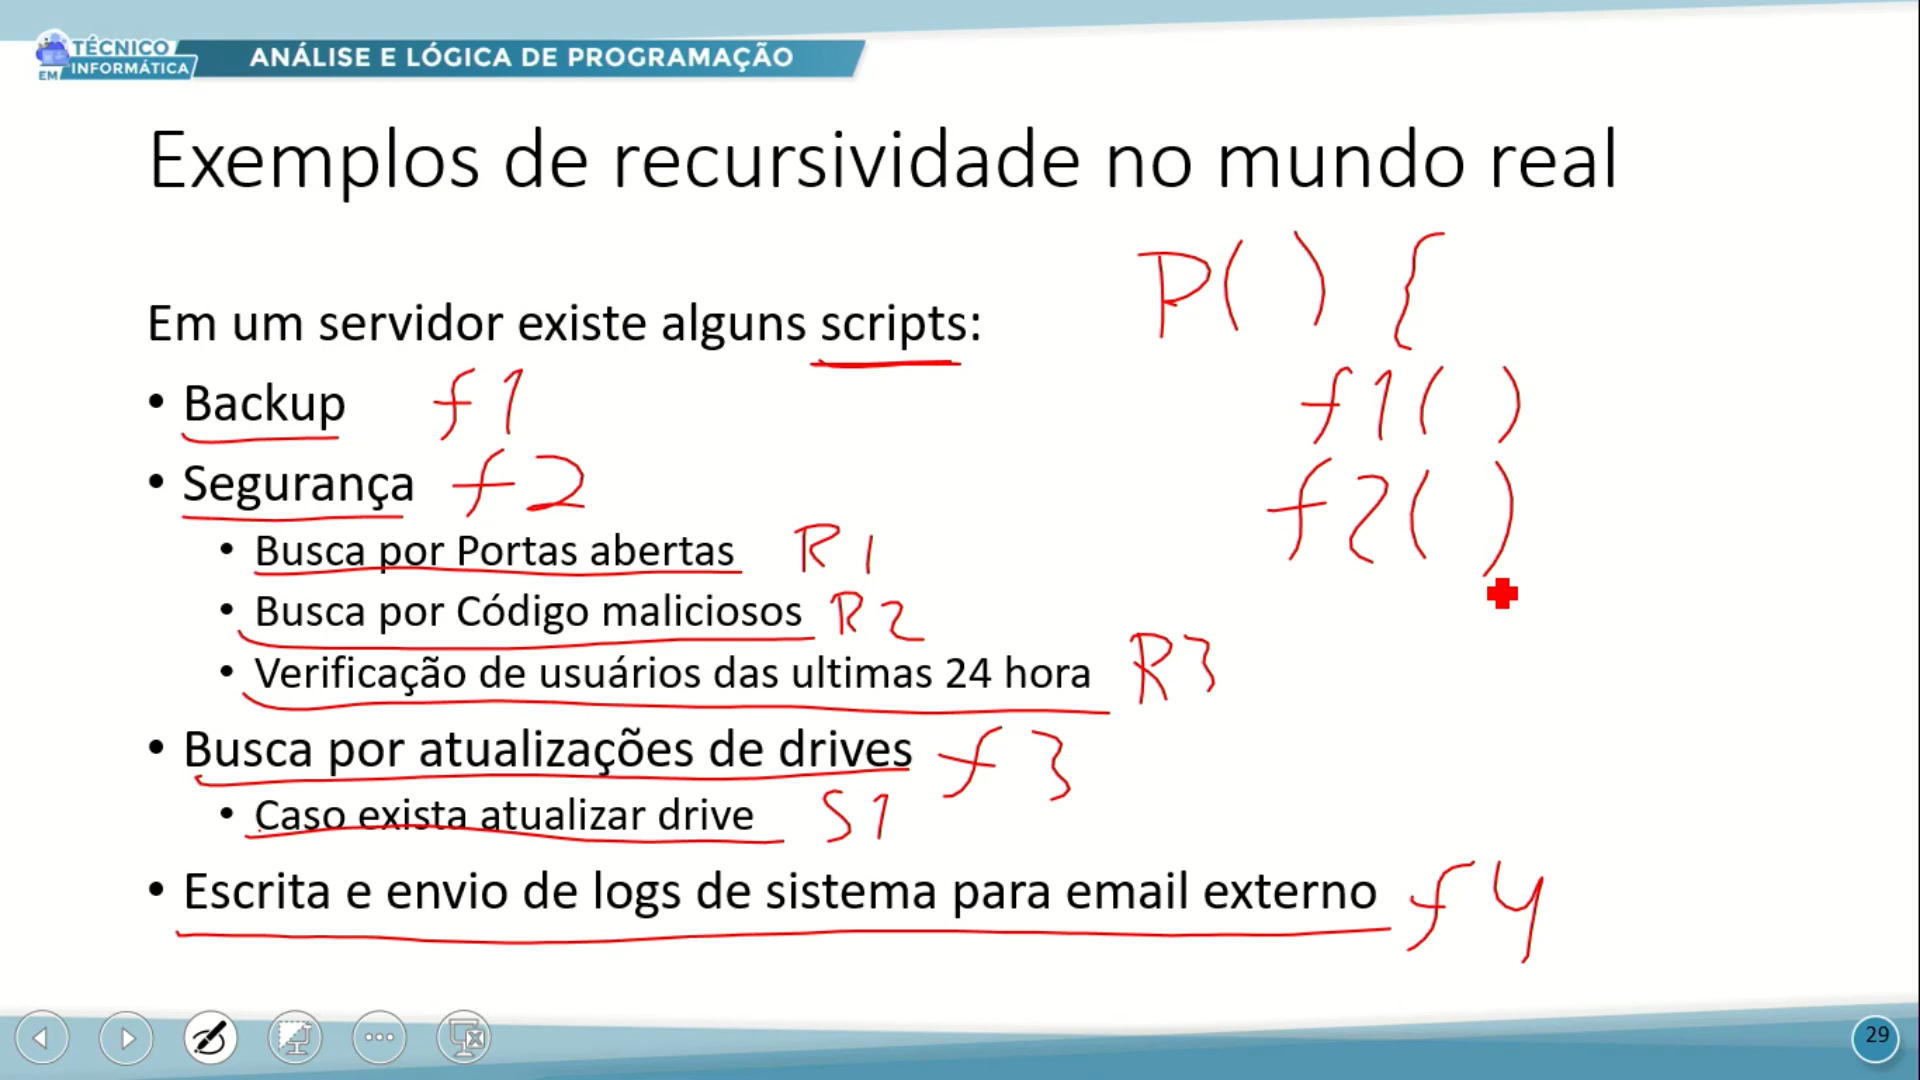 TÉCNICO
EM INFORMÁTICA
ANÁLISE E LÓGICA DE PROGRAMAÇÃO
Exemplos de recursividade no mundo real
P( ) {
Em um servidor existe alguns scripts:
• Backup f1
f1( )
• Segurança f2
f2( )
• Busca por Portas abertas R1
• Busca por Código maliciosos R2
• Verificação de usuários das ultimas 24 hora R3
• Busca por atualizações de drives f3
• Caso exista atualizar drive S1
• Escrita e envio de logs de sistema para email externo f4
29